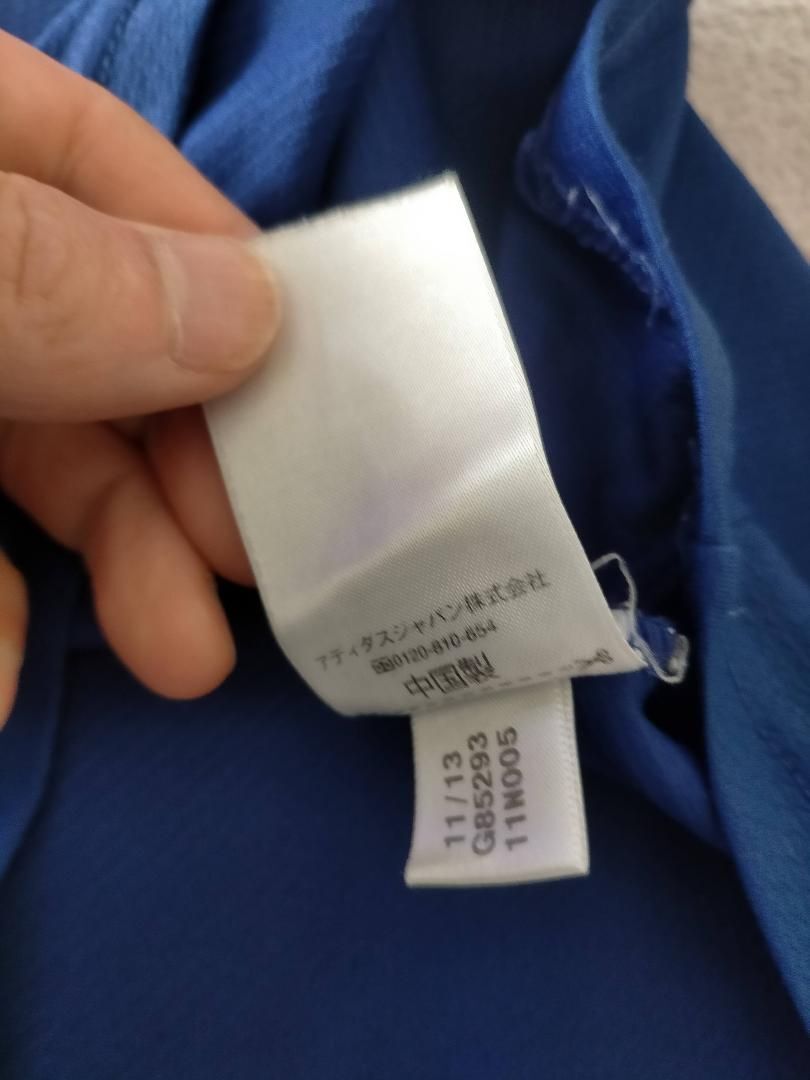 アディダスジャパン株式会社
0120-810-654
中国製
11/13
G85293
11N005